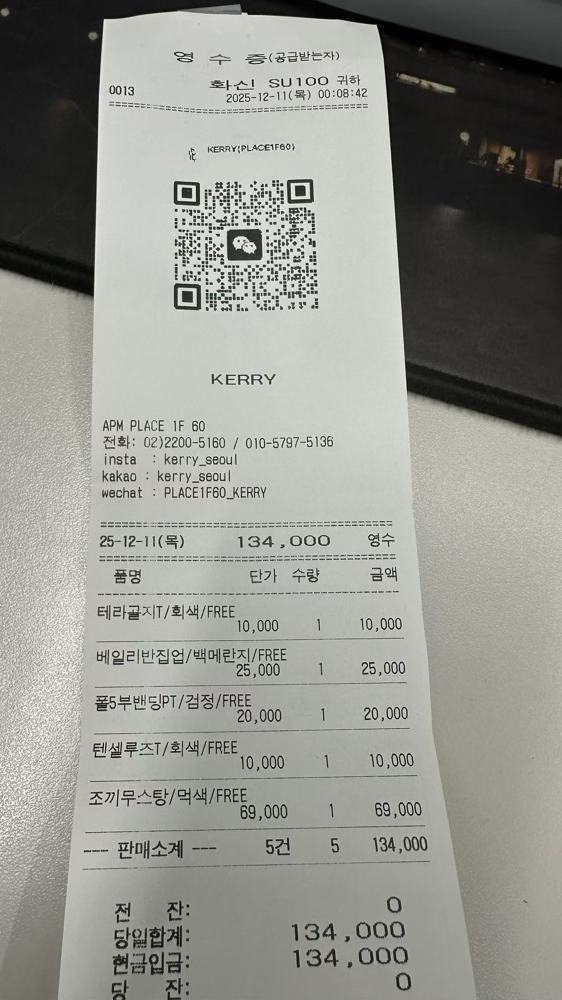 영 수 증(공급받는자)
0013 화신 SU100 귀하
2025-12-11(목) 00:08:42
KERRY(PLACE1F60)
KERRY
APM PLACE 1F 60
전화: 02)2200-5160 / 010-5797-5136
insta : kerry_seoul
kakao : kerry_seoul
wechat : PLACE1F60_KERRY
25-12-11(목) 134,000 영수
품명 단가 수량 금액
테라골지T/회색/FREE
10,000 1 10,000
베일리반집업/백메란지/FREE
25,000 1 25,000
폴5부밴딩PT/검정/FREE
20,000 1 20,000
텐셀루즈T/회색/FREE
10,000 1 10,000
조끼무스탕/먹색/FREE
69,000 1 69,000
--- 판매소계 --- 5건 5 134,000
전 잔: 0
당일합계: 134,000
현금입금: 134,000
당 잔: 0